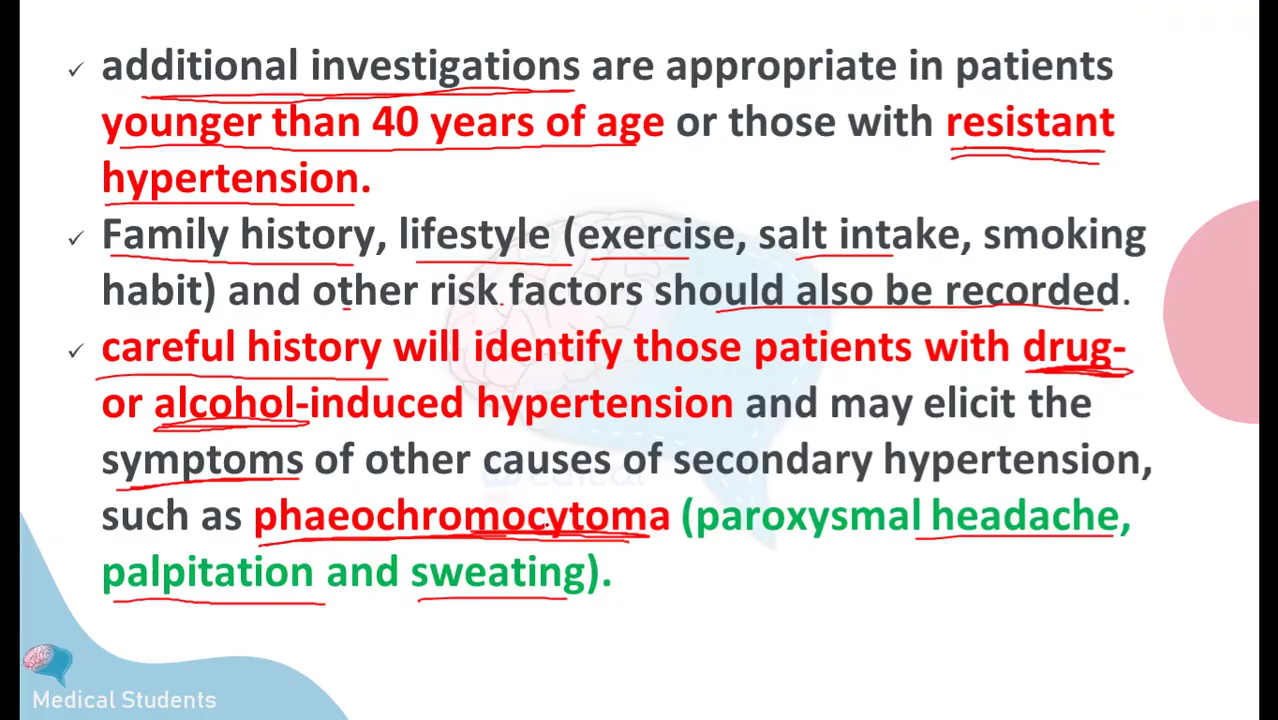 ✓ additional investigations are appropriate in patients
younger than 40 years of age or those with resistant
hypertension.
✓ Family history, lifestyle (exercise, salt intake, smoking
habit) and other risk factors should also be recorded.
✓ careful history will identify those patients with drug-
or alcohol-induced hypertension and may elicit the
symptoms of other causes of secondary hypertension,
such as phaeochromocytoma (paroxysmal headache,
palpitation and sweating).
Medical Students